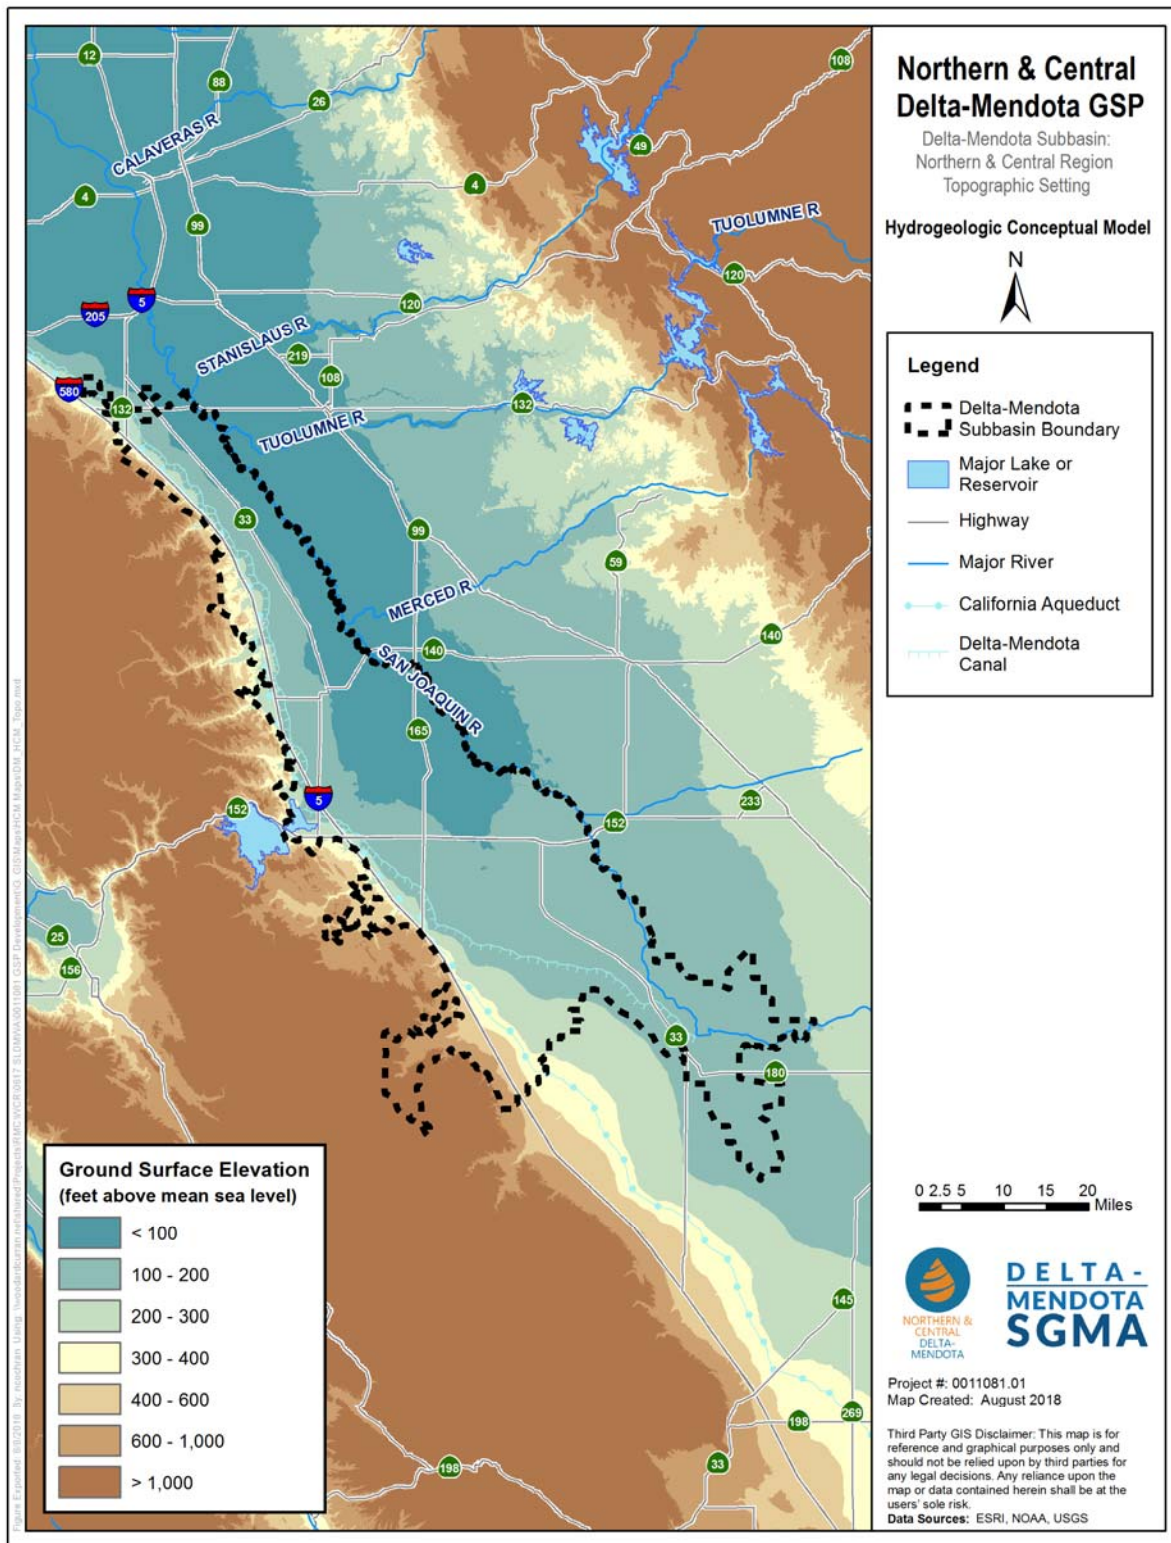 Northern & Central
Delta-Mendota GSP
Delta-Mendota Subbasin:
Northern & Central Region
Topographic Setting
Hydrogeologic Conceptual Model
N
Legend
Delta-Mendota
Subbasin Boundary
Major Lake or
Reservoir
Highway
Major River
California Aqueduct
Delta-Mendota
Canal
0 2.5 5 10 15 20
Miles
NORTHERN &
CENTRAL
DELTA-
MENDOTA
DELTA-
MENDOTA
SGMA
Project #: 0011081.01
Map Created: August 2018
Third Party GIS Disclaimer: This map is for
reference and graphical purposes only and
should not be relied upon by third parties for
any legal decisions. Any reliance upon the
map or data contained herein shall be at the
users' sole risk.
Data Sources: ESRI, NOAA, USGS
12
88
26
108
49
CALAVERAS R
4
4
99
TUOLUMNE R
120
5
205
120
STANISLAUS R
219
108
580
132
132
TUOLUMNE R
33
99
59
MERCED R
140
140
SAN JOAQUIN R
165
5
152
233
152
25
156
33
180
145
269
198
33
198
Ground Surface Elevation
(feet above mean sea level)
< 100
100 - 200
200 - 300
300 - 400
400 - 600
600 - 1,000
> 1,000